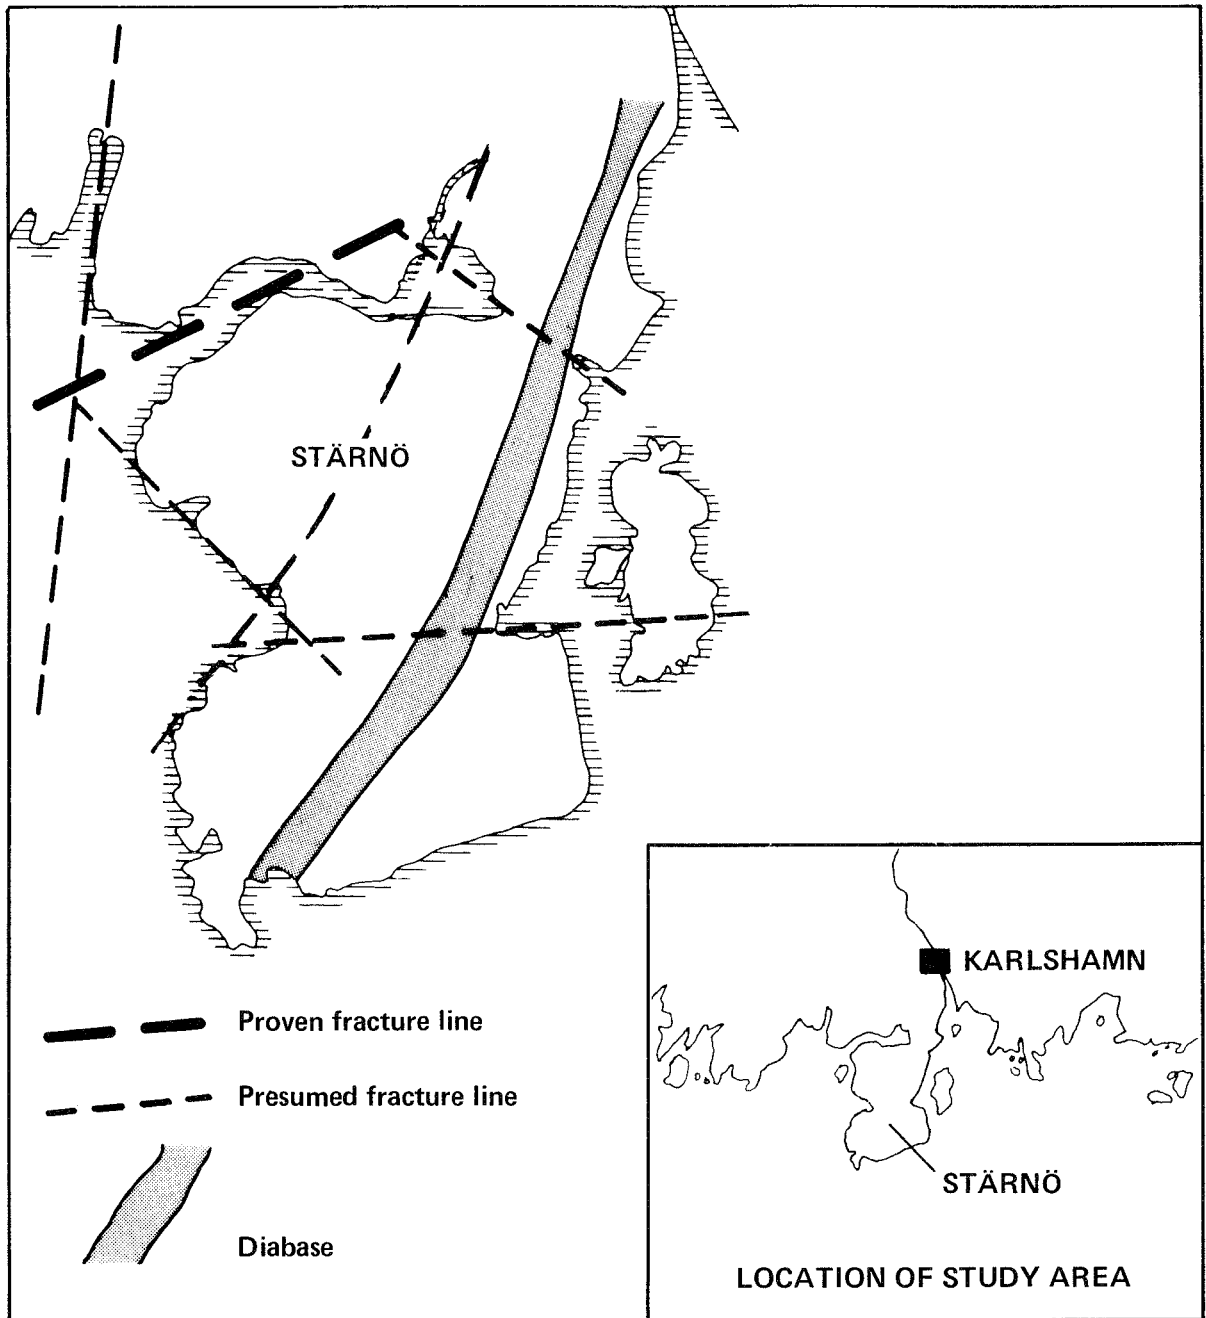 STÄRNÖ
Proven fracture line
Presumed fracture line
Diabase
KARLSHAMN
STÄRNÖ
LOCATION OF STUDY AREA